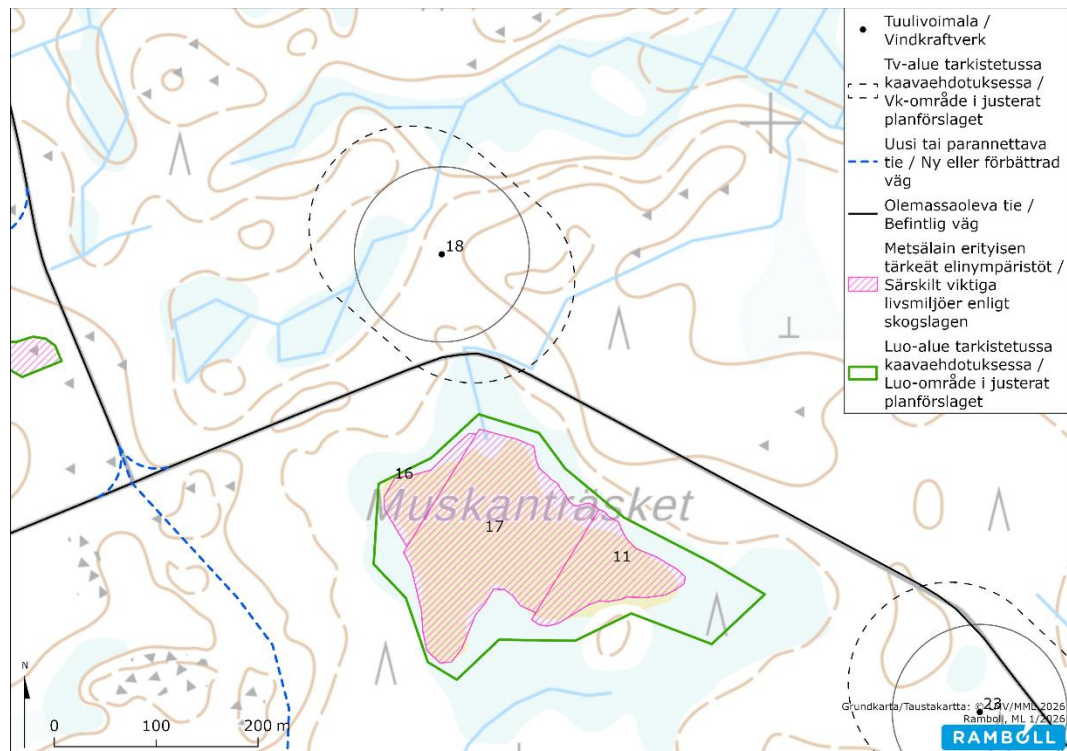 Tuulivoimala /
Vindkraftverk
Tv-alue tarkistetussa
kaavaehdotuksessa /
Vk-område i justerat
planförslaget
Uusi tai parannettava
tie / Ny eller förbättrad
väg
Olemassaoleva tie /
Befintlig väg
Metsälain erityisen
tärkeät elinympäristöt /
Särskilt viktiga
livsmiljöer enligt
skogslagen
Luo-alue tarkistetussa
kaavaehdotuksessa /
Luo-område i justerat
planförslaget
18
16
Muskanträsket
17
11
23
N
0 100 200 m
Grundkarta/Taustakartta: © LMV/MML 2026
Ramboll, ML 1/2026
RAMBOLL